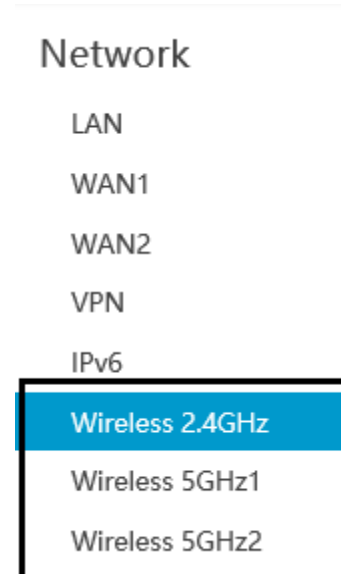 Network
LAN
WAN1
WAN2
VPN
IPv6
Wireless 2.4GHz
Wireless 5GHz1
Wireless 5GHz2